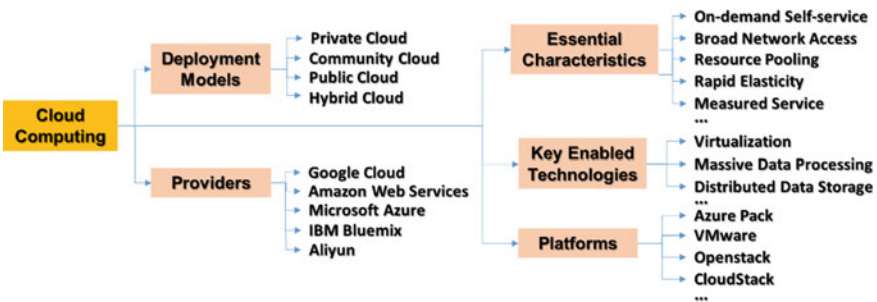 Cloud
Computing
Deployment
Models
Private Cloud
Community Cloud
Public Cloud
Hybrid Cloud
Providers
Google Cloud
Amazon Web Services
Microsoft Azure
IBM Bluemix
Aliyun
Essential
Characteristics
On-demand Self-service
Broad Network Access
Resource Pooling
Rapid Elasticity
Measured Service
...
Key Enabled
Technologies
Virtualization
Massive Data Processing
Distributed Data Storage
...
Platforms
Azure Pack
VMware
Openstack
CloudStack
...